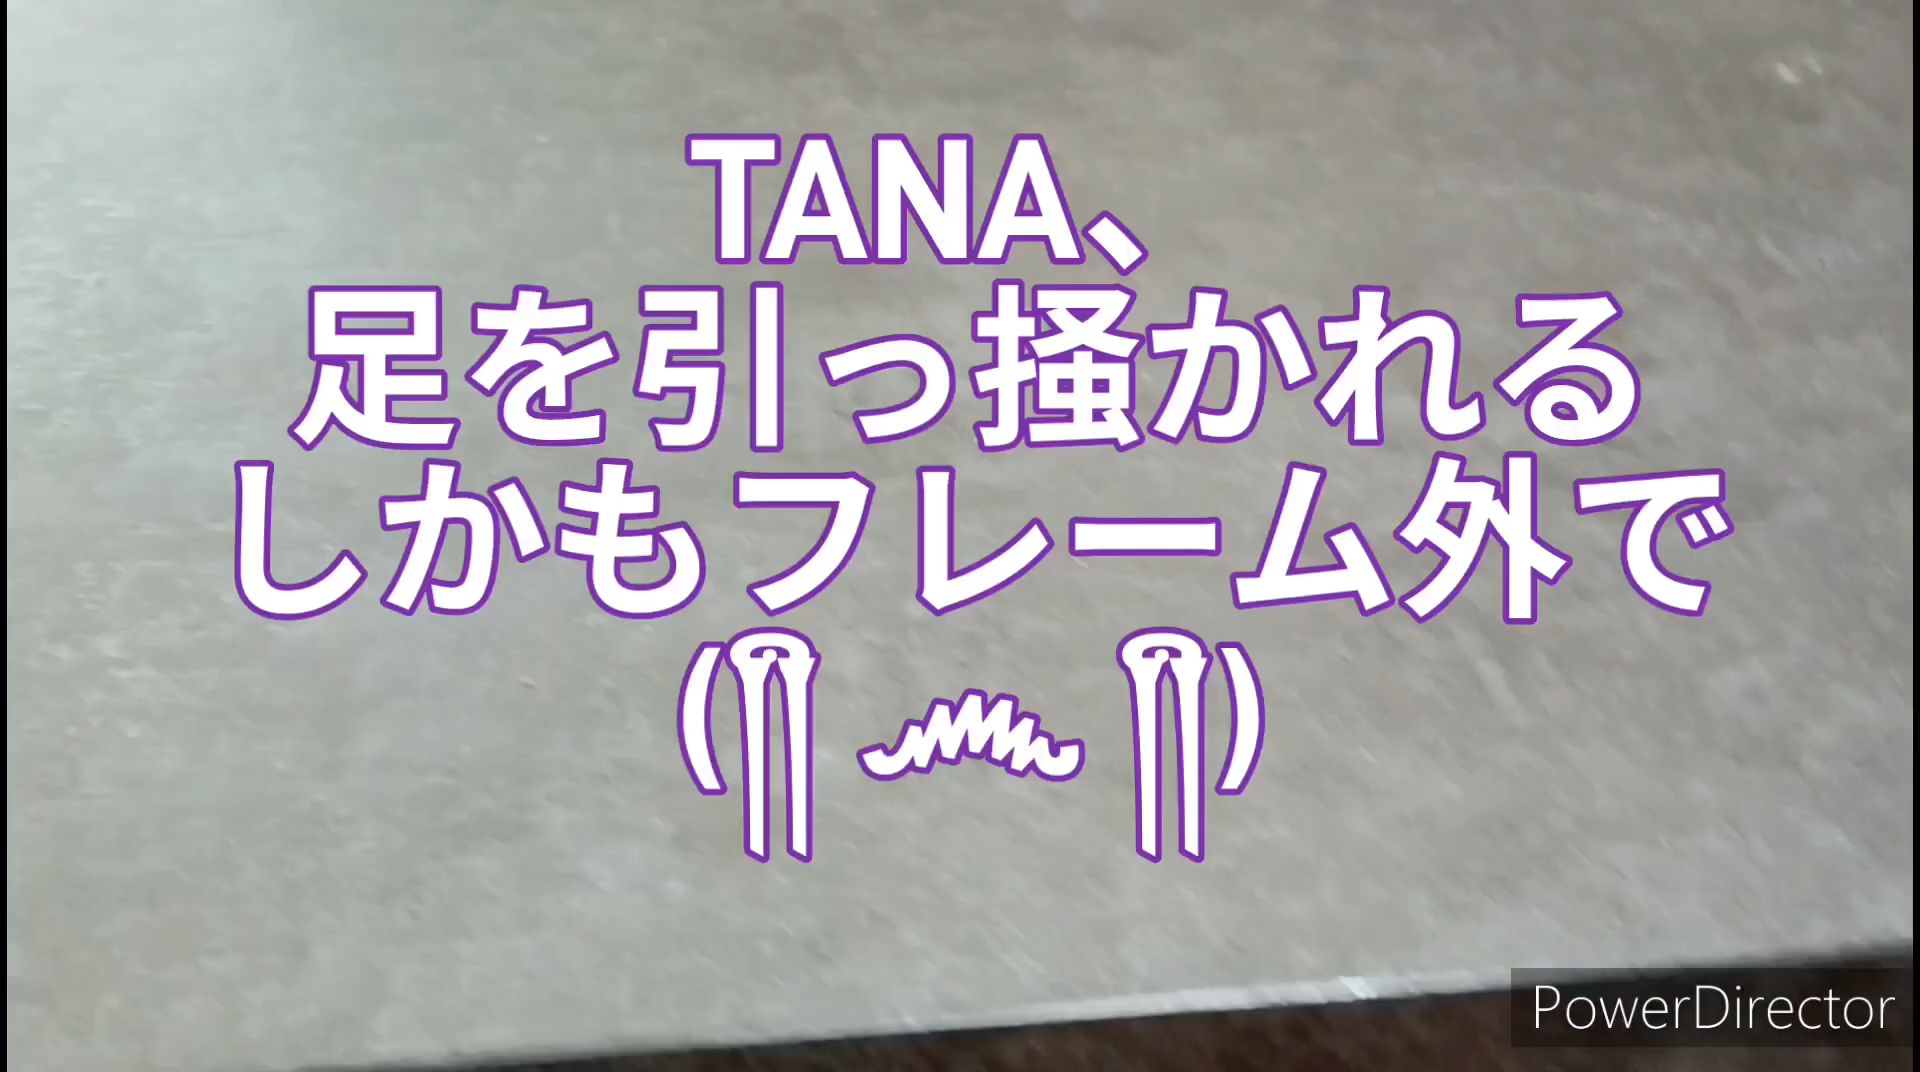 TANA、
足を引っ掻かれる
しかもフレーム外で
(༎ຶ ෴ ༎ຶ)
PowerDirector